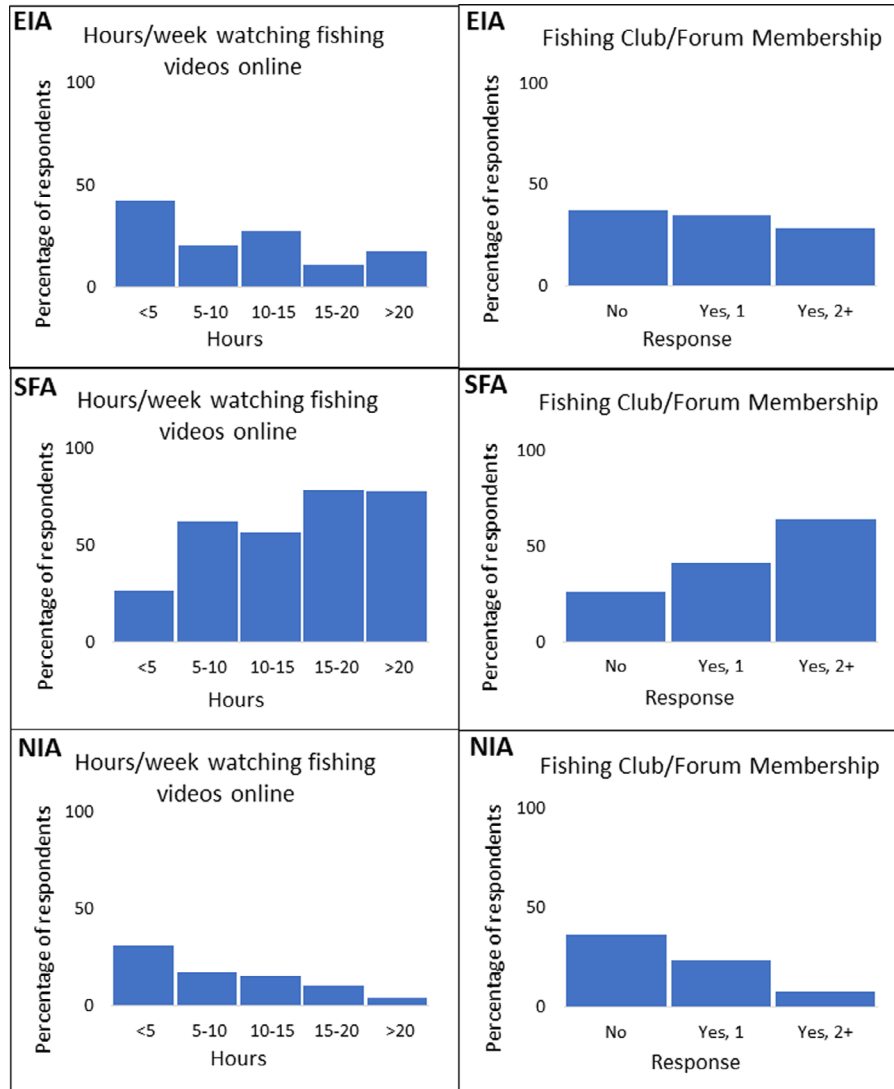 EIA
Hours/week watching fishing
videos online
Percentage of respondents
100
50
0
<5 5-10 10-15 15-20 >20
Hours
EIA
Fishing Club/Forum Membership
Percentage of respondents
100
50
0
No Yes, 1 Yes, 2+
Response
SFA
Hours/week watching fishing
videos online
Percentage of respondents
100
50
0
<5 5-10 10-15 15-20 >20
Hours
SFA
Fishing Club/Forum Membership
Percentage of respondents
100
50
0
No Yes, 1 Yes, 2+
Response
NIA
Hours/week watching fishing
videos online
Percentage of respondents
100
50
0
<5 5-10 10-15 15-20 >20
Hours
NIA
Fishing Club/Forum Membership
Percentage of respondents
100
50
0
No Yes, 1 Yes, 2+
Response